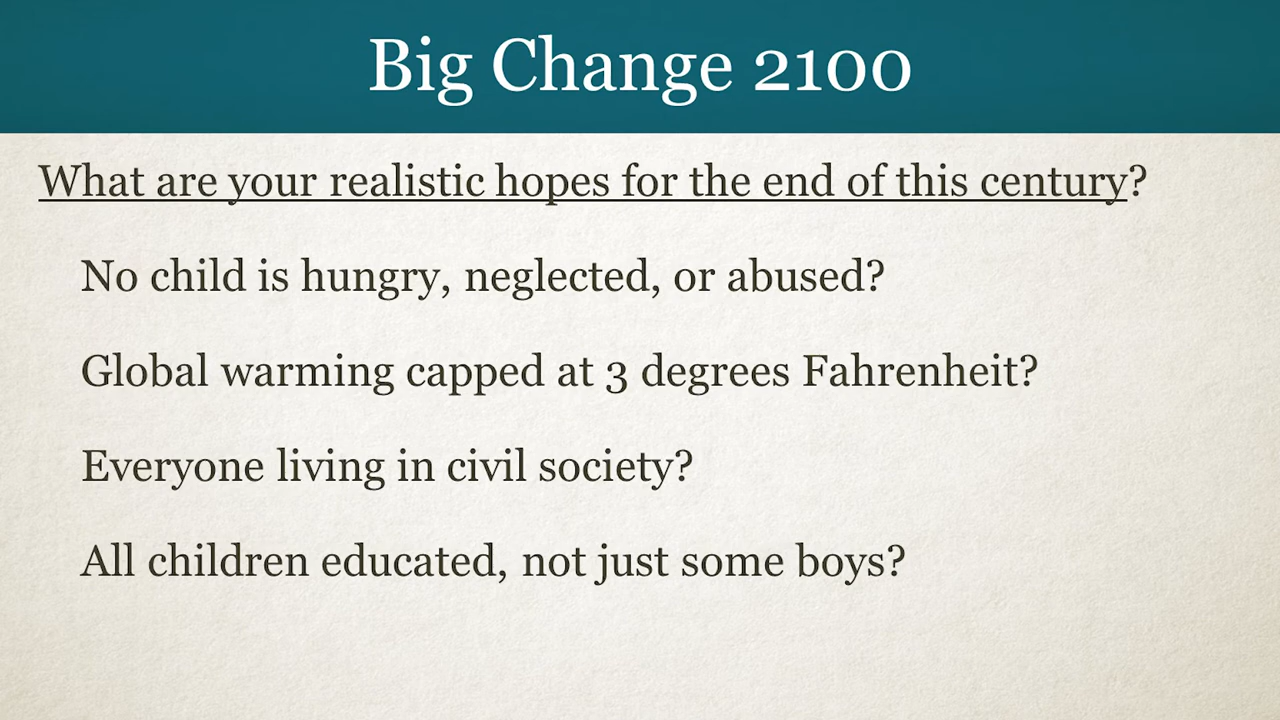 Big Change 2100
What are your realistic hopes for the end of this century?
No child is hungry, neglected, or abused?
Global warming capped at 3 degrees Fahrenheit?
Everyone living in civil society?
All children educated, not just some boys?